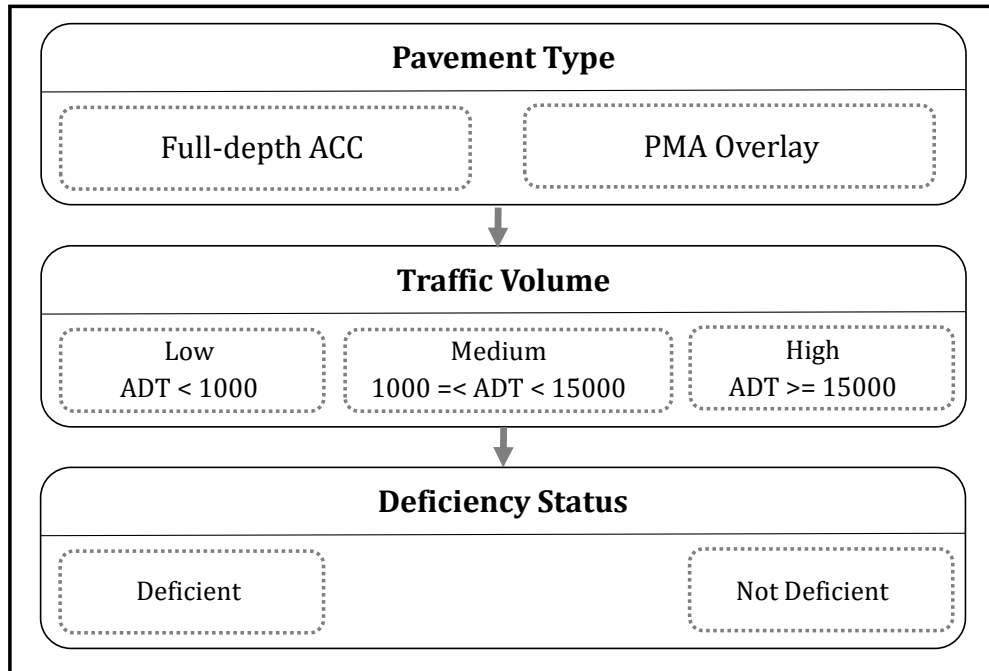 Pavement Type
Full-depth ACC
PMA Overlay
Traffic Volume
Low
ADT < 1000
Medium
1000 =< ADT < 15000
High
ADT >= 15000
Deficiency Status
Deficient
Not Deficient